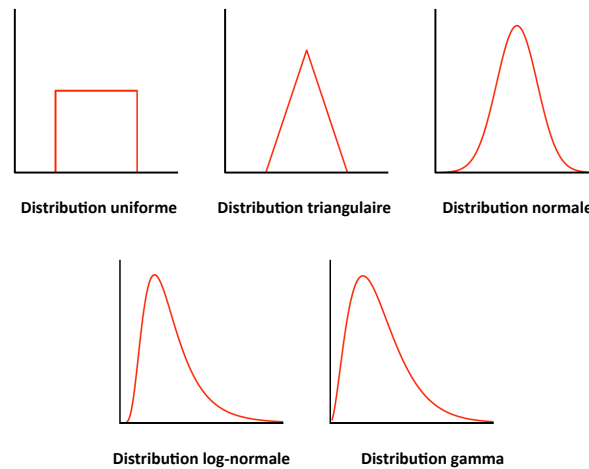 Distribution uniforme
Distribution triangulaire
Distribution normale
Distribution log-normale
Distribution gamma